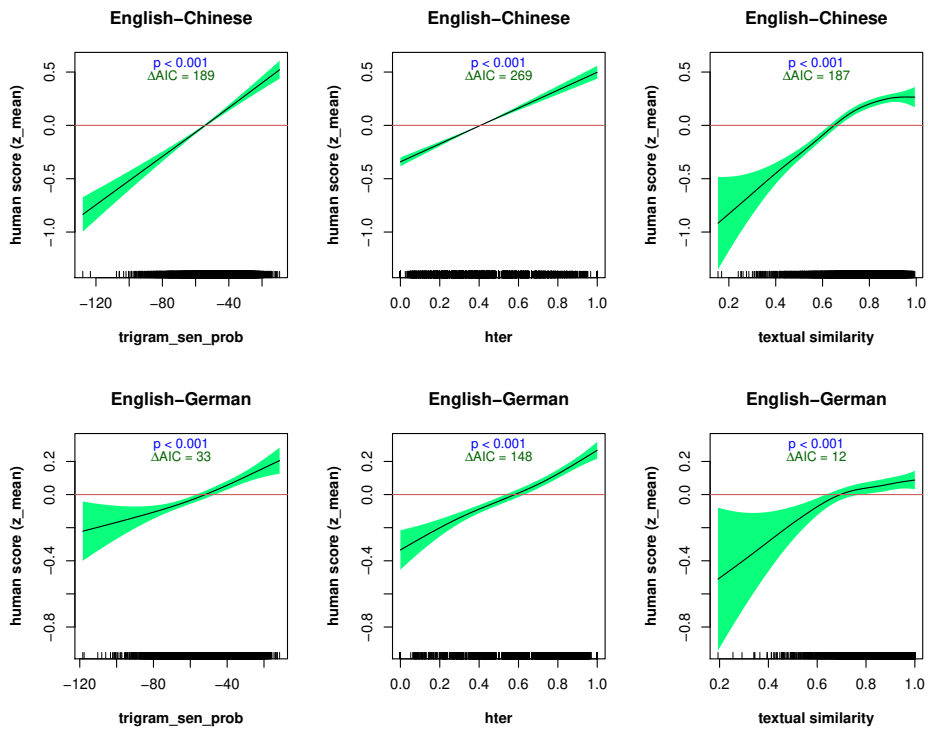 English−Chinese
p < 0.001
ΔAIC = 189
human score (z_mean)
0.5
0.0
−0.5
−1.0
−120
−80
−40
trigram_sen_prob
English−Chinese
p < 0.001
ΔAIC = 269
human score (z_mean)
0.5
0.0
−0.5
−1.0
0.0
0.2
0.4
0.6
0.8
1.0
hter
English−Chinese
p < 0.001
ΔAIC = 187
human score (z_mean)
0.5
0.0
−0.5
−1.0
0.2
0.4
0.6
0.8
1.0
textual similarity
English−German
p < 0.001
ΔAIC = 33
human score (z_mean)
0.2
0.0
−0.4
−0.8
−120
−80
−40
trigram_sen_prob
English−German
p < 0.001
ΔAIC = 148
human score (z_mean)
0.2
0.0
−0.4
−0.8
0.0
0.2
0.4
0.6
0.8
1.0
hter
English−German
p < 0.001
ΔAIC = 12
human score (z_mean)
0.2
0.0
−0.4
−0.8
0.2
0.4
0.6
0.8
1.0
textual similarity